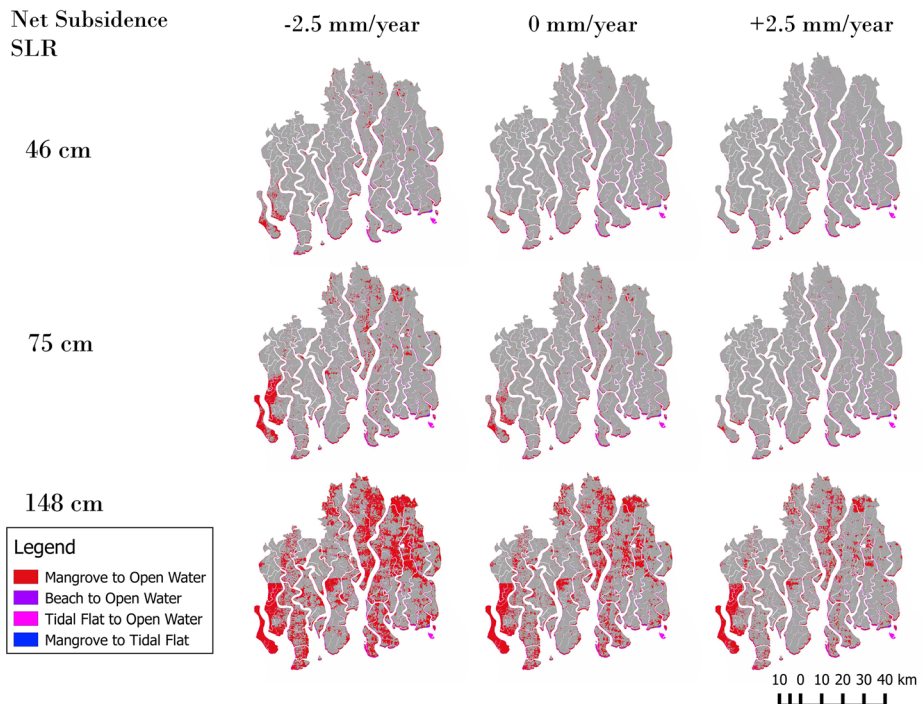 Net Subsidence
SLR
-2.5 mm/year
0 mm/year
+2.5 mm/year
46 cm
75 cm
148 cm
Legend
Mangrove to Open Water
Beach to Open Water
Tidal Flat to Open Water
Mangrove to Tidal Flat
10 0 10 20 30 40 km